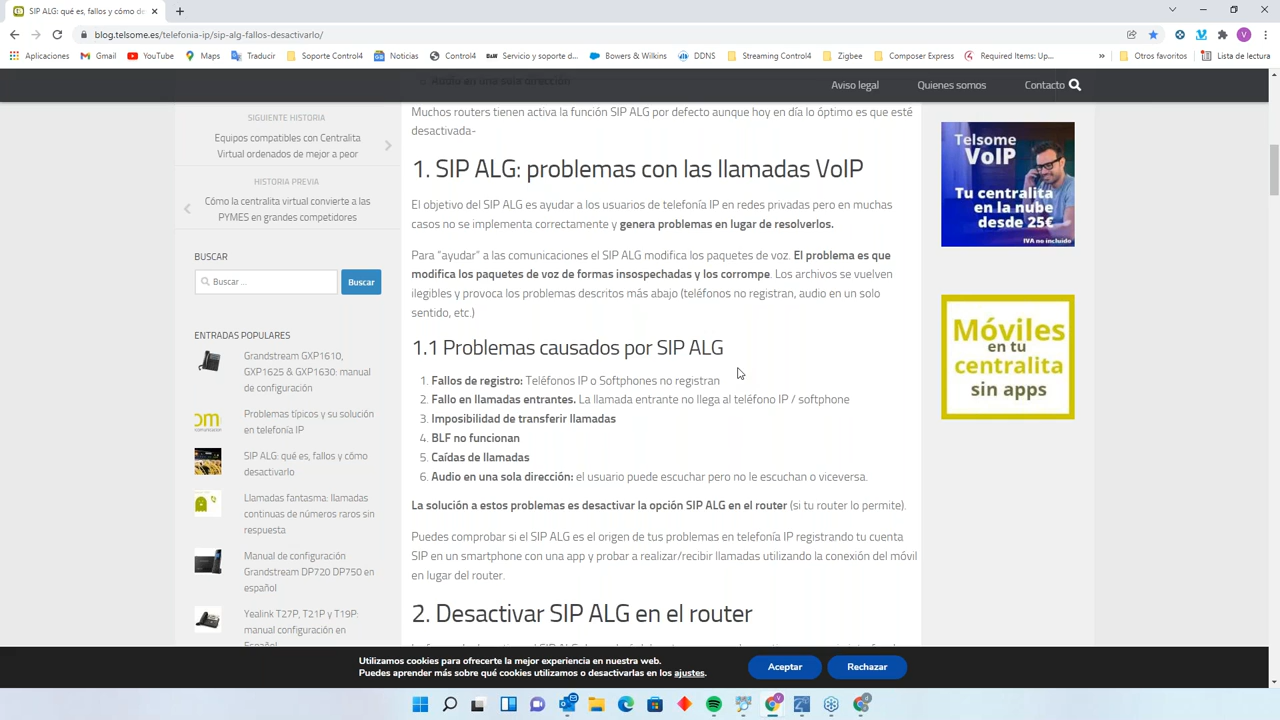 SIP ALG: qué es, fallos y cómo de
blog.telsome.es/telefonia-ip/sip-alg-fallos-desactivarlo/
Aplicaciones
Gmail
YouTube
Maps
Traducir
Soporte Control4
Noticias
Control4
Servicio y soporte d...
Bowers & Wilkins
DDNS
Streaming Control4
Zigbee
Composer Express
Required Items: Up...
»
Otros favoritos
Lista de lectura
Aviso legal
Quienes somos
Contacto
6. Audio en una sola dirección
SIGUIENTE HISTORIA
Equipos compatibles con Centralita
Virtual ordenados de mejor a peor
HISTORIA PREVIA
Cómo la centralita virtual convierte a las
PYMES en grandes competidores
BUSCAR
Buscar ...
Buscar
ENTRADAS POPULARES
Grandstream GXP1610,
GXP1625 & GXP1630: manual
de configuración
Problemas típicos y su solución
en telefonía IP
SIP ALG: qué es, fallos y cómo
desactivarlo
Llamadas fantasma: llamadas
continuas de números raros sin
respuesta
Manual de configuración
Grandstream DP720 DP750 en
español
Yealink T27P, T21P y T19P:
manual configuración en
Español
Muchos routers tienen activa la función SIP ALG por defecto aunque hoy en día lo óptimo es que esté
desactivada-
1. SIP ALG: problemas con las llamadas VoIP
El objetivo del SIP ALG es ayudar a los usuarios de telefonía IP en redes privadas pero en muchas
casos no se implementa correctamente y genera problemas en lugar de resolverlos.
Para “ayudar” a las comunicaciones el SIP ALG modifica los paquetes de voz. El problema es que
modifica los paquetes de voz de formas insospechadas y los corrompe. Los archivos se vuelven
ilegibles y provoca los problemas descritos más abajo (teléfonos no registran, audio en un solo
sentido, etc.)
1.1 Problemas causados por SIP ALG
1. Fallos de registro: Teléfonos IP o Softphones no registran
2. Fallo en llamadas entrantes. La llamada entrante no llega al teléfono IP / softphone
3. Imposibilidad de transferir llamadas
4. BLF no funcionan
5. Caídas de llamadas
6. Audio en una sola dirección: el usuario puede escuchar pero no le escuchan o viceversa.
La solución a estos problemas es desactivar la opción SIP ALG en el router (si tu router lo permite).
Puedes comprobar si el SIP ALG es el origen de tus problemas en telefonía IP registrando tu cuenta
SIP en un smartphone con una app y probar a realizar/recibir llamadas utilizando la conexión del móvil
en lugar del router.
2. Desactivar SIP ALG en el router
Telsome
VoIP
Tu centralita
en la nube
desde 25€
IVA no incluido
Móviles
en tu
centralita
sin apps
Utilizamos cookies para ofrecerte la mejor experiencia en nuestra web.
Puedes aprender más sobre qué cookies utilizamos o desactivarlas en los ajustes.
Aceptar
Rechazar